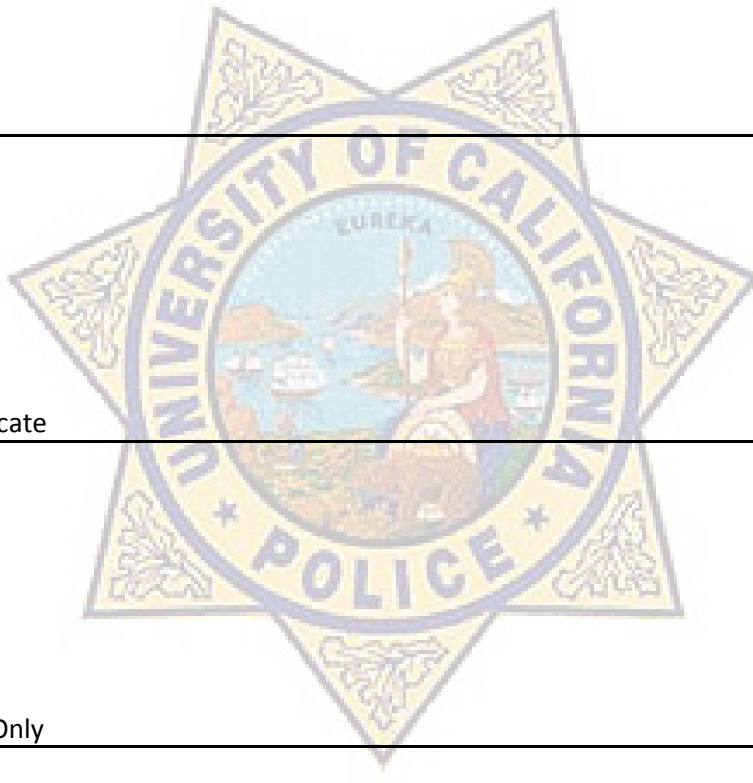 UNIVERSITY OF CALIFORNIA
EUREKA
cate
★ POLICE ★
Only